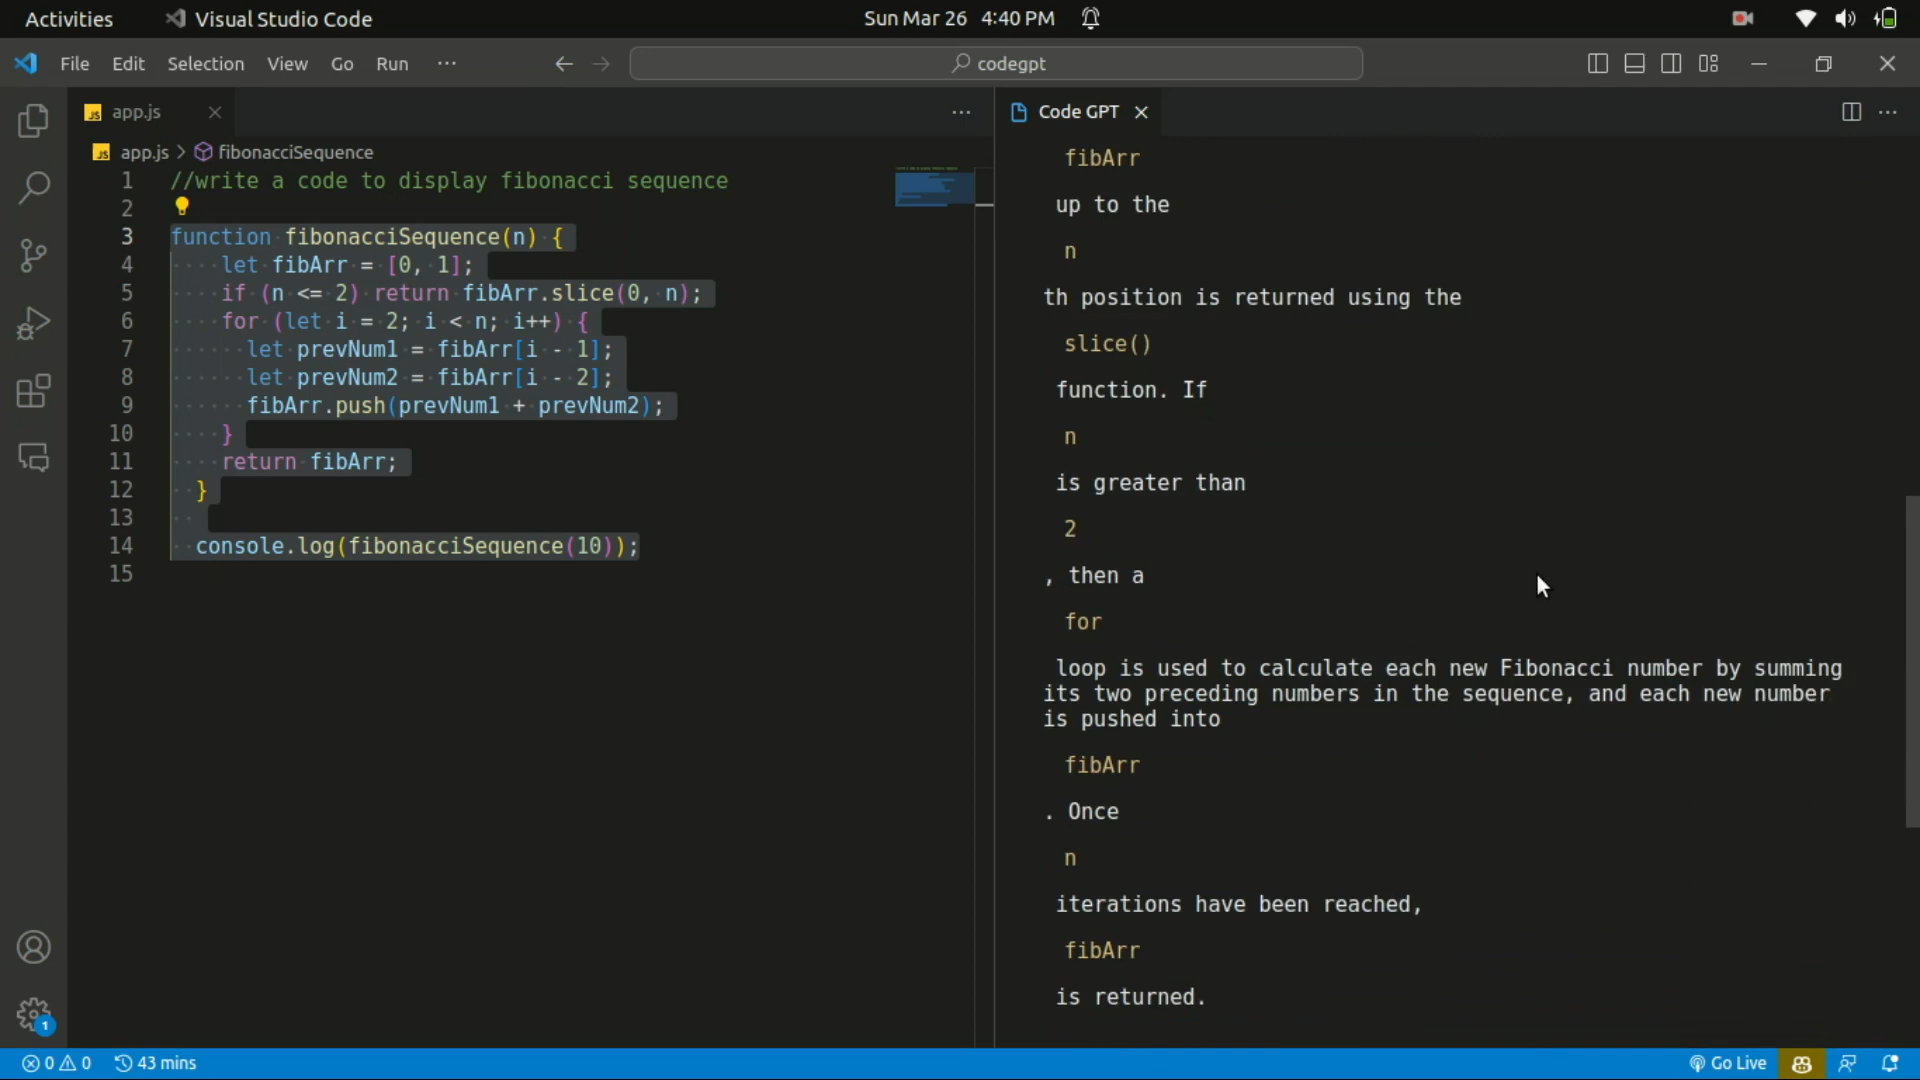 Activities
Visual Studio Code
Sun Mar 26 4:40 PM
File Edit Selection View Go Run ···
codegpt
JS app.js
···
JS app.js > fibonacciSequence
1 //write a code to display fibonacci sequence
2
3 function fibonacciSequence(n) {
4 let fibArr = [0, 1];
5 if (n <= 2) return fibArr.slice(0, n);
6 for (let i = 2; i < n; i++) {
7 let prevNum1 = fibArr[i - 1];
8 let prevNum2 = fibArr[i - 2];
9 fibArr.push(prevNum1 + prevNum2);
10 }
11 return fibArr;
12 }
13
14 console.log(fibonacciSequence(10));
15
Code GPT
···
fibArr
up to the
n
th position is returned using the
slice()
function. If
n
is greater than
2
, then a
for
loop is used to calculate each new Fibonacci number by summing
its two preceding numbers in the sequence, and each new number
is pushed into
fibArr
. Once
n
iterations have been reached,
fibArr
is returned.
1
0 0 43 mins
Go Live